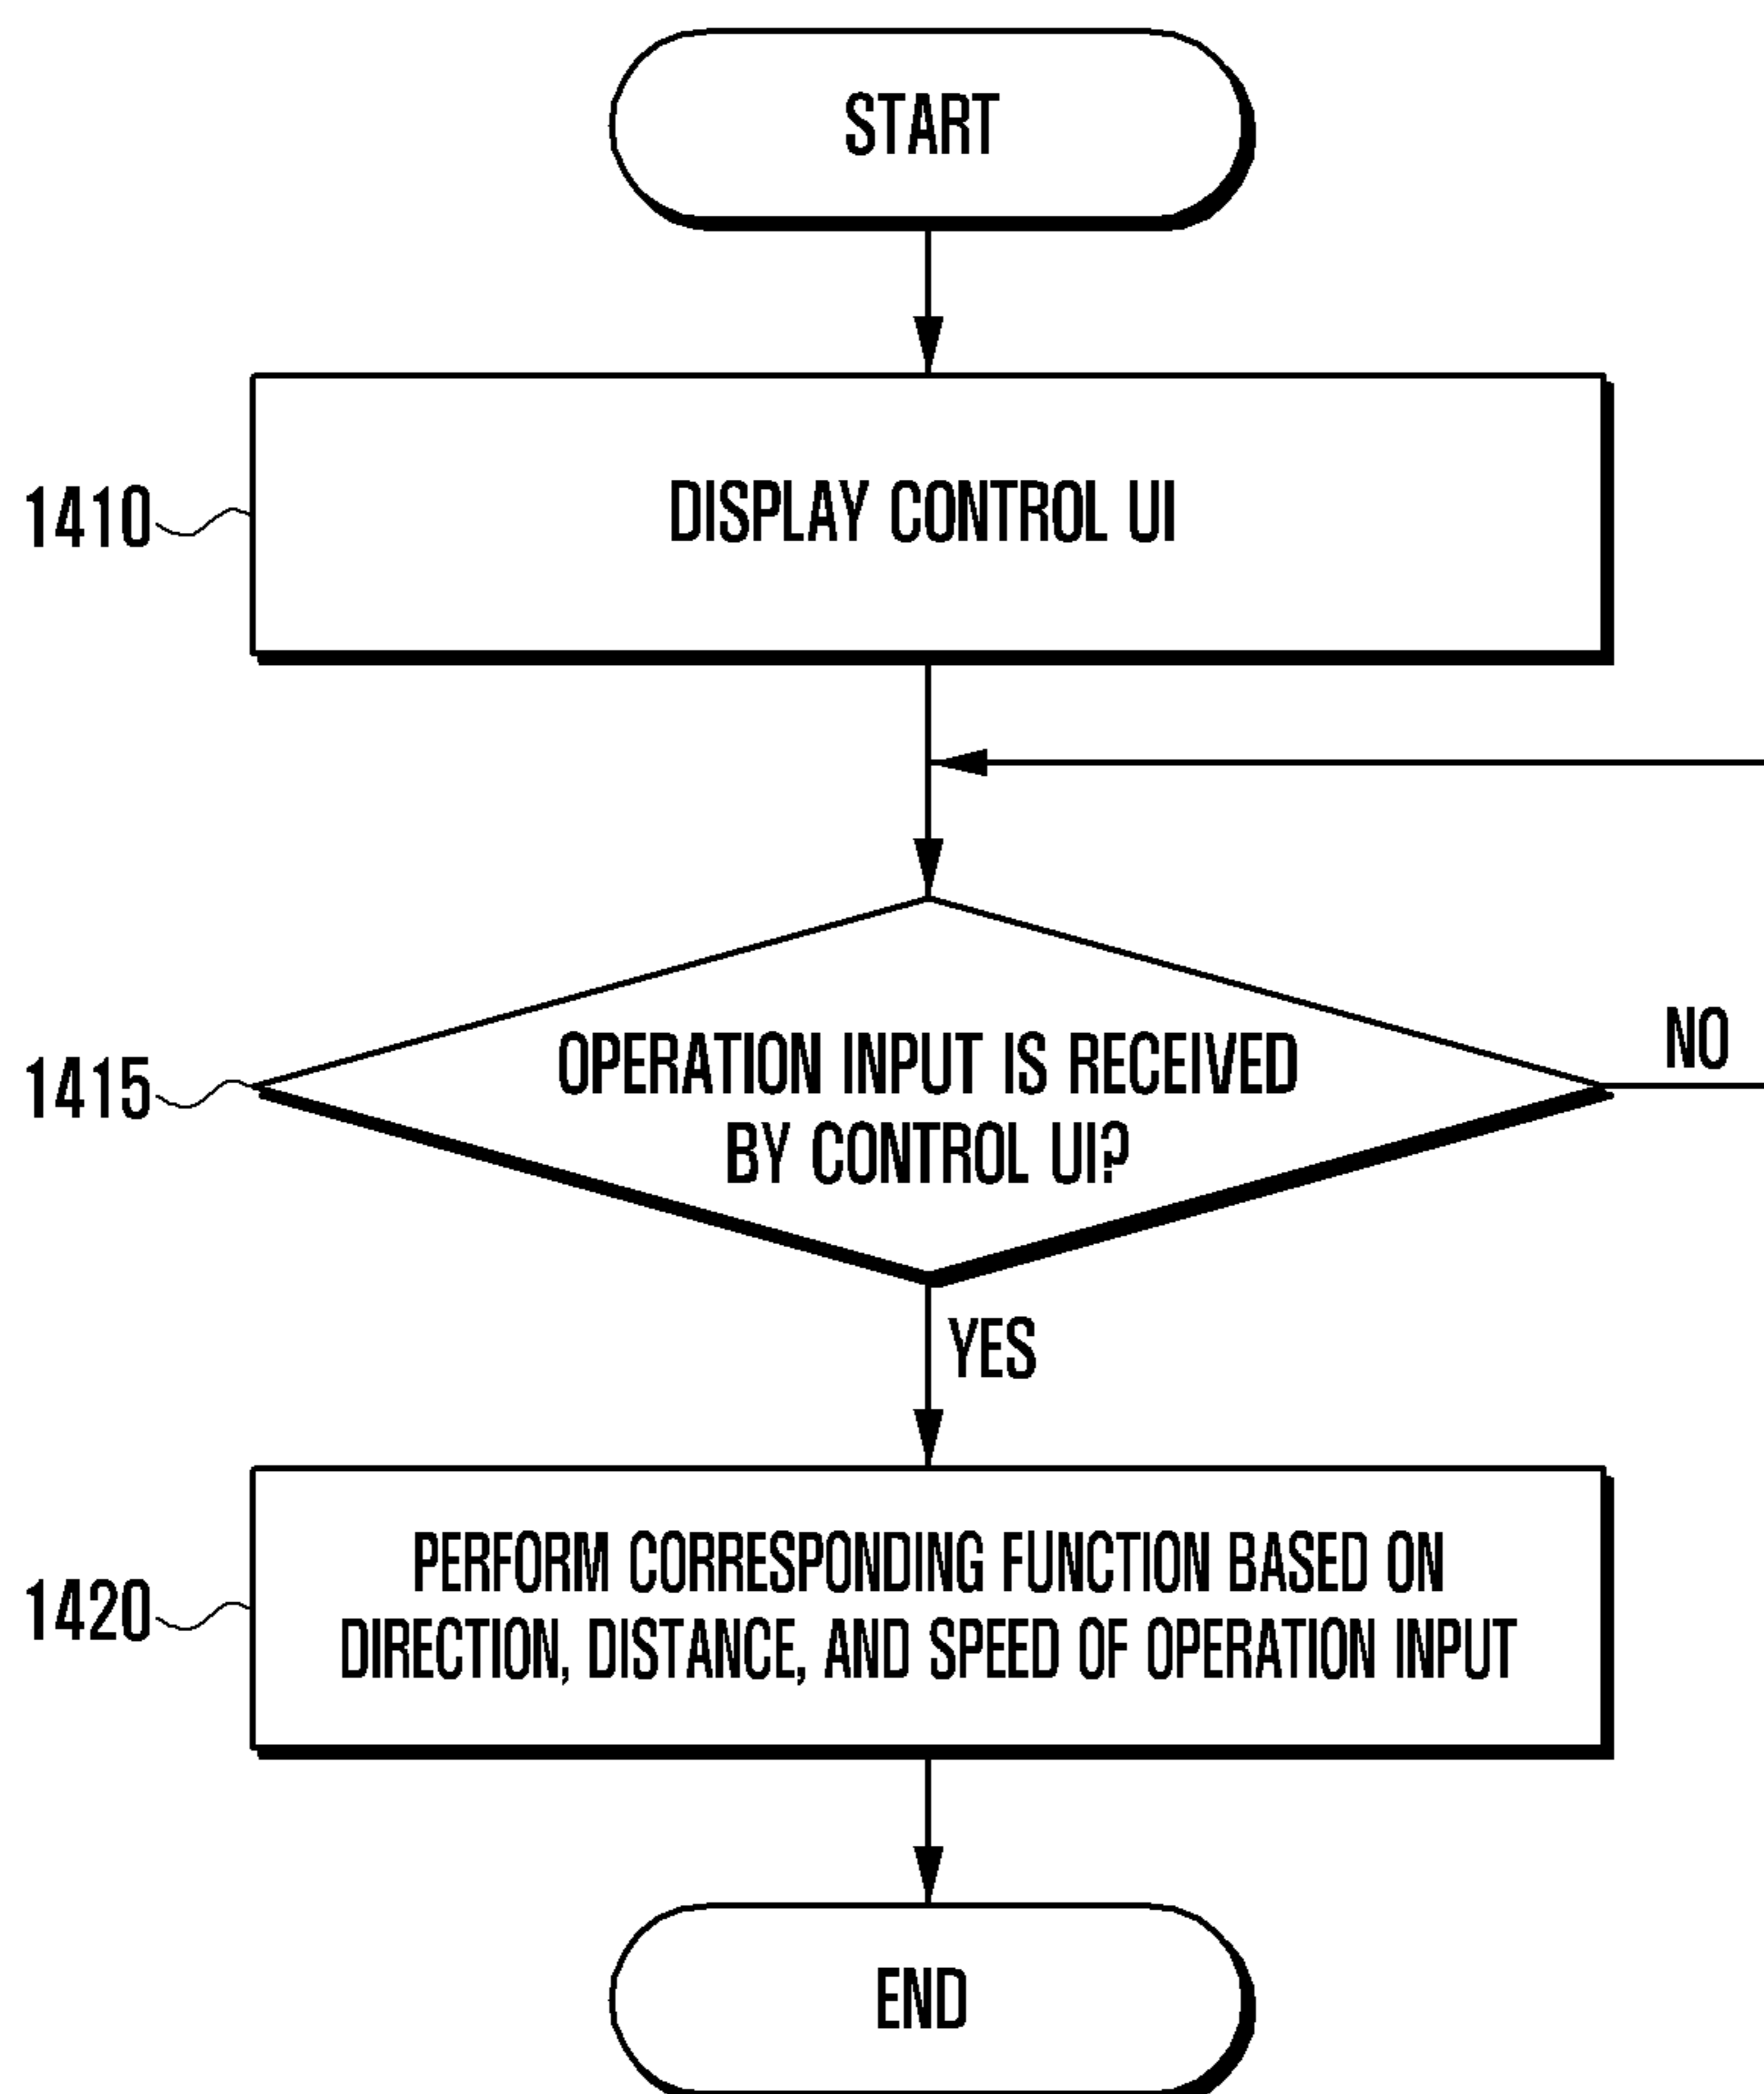 START
1410
DISPLAY CONTROL UI
1415
OPERATION INPUT IS RECEIVED
BY CONTROL UI?
NO
YES
1420
PERFORM CORRESPONDING FUNCTION BASED ON
DIRECTION, DISTANCE, AND SPEED OF OPERATION INPUT
END